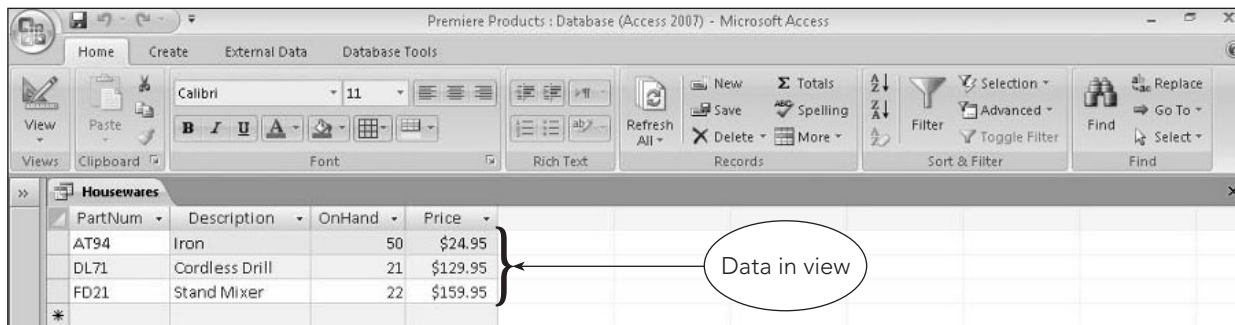 Premiere Products : Database (Access 2007) - Microsoft Access
Home Create External Data Database Tools
View
Views
Paste
Clipboard
Calibri 11
B I U A
Font
ab
Rich Text
Refresh All
New
Save
Delete
Σ Totals
ABC Spelling
More
Records
A Z
Z A
A Z
Filter
Selection
Advanced
Toggle Filter
Sort & Filter
Find
Replace
Go To
Select
Find
Housewares
PartNum Description OnHand Price
AT94 Iron 50 $24.95
DL71 Cordless Drill 21 $129.95
FD21 Stand Mixer 22 $159.95
Data in view